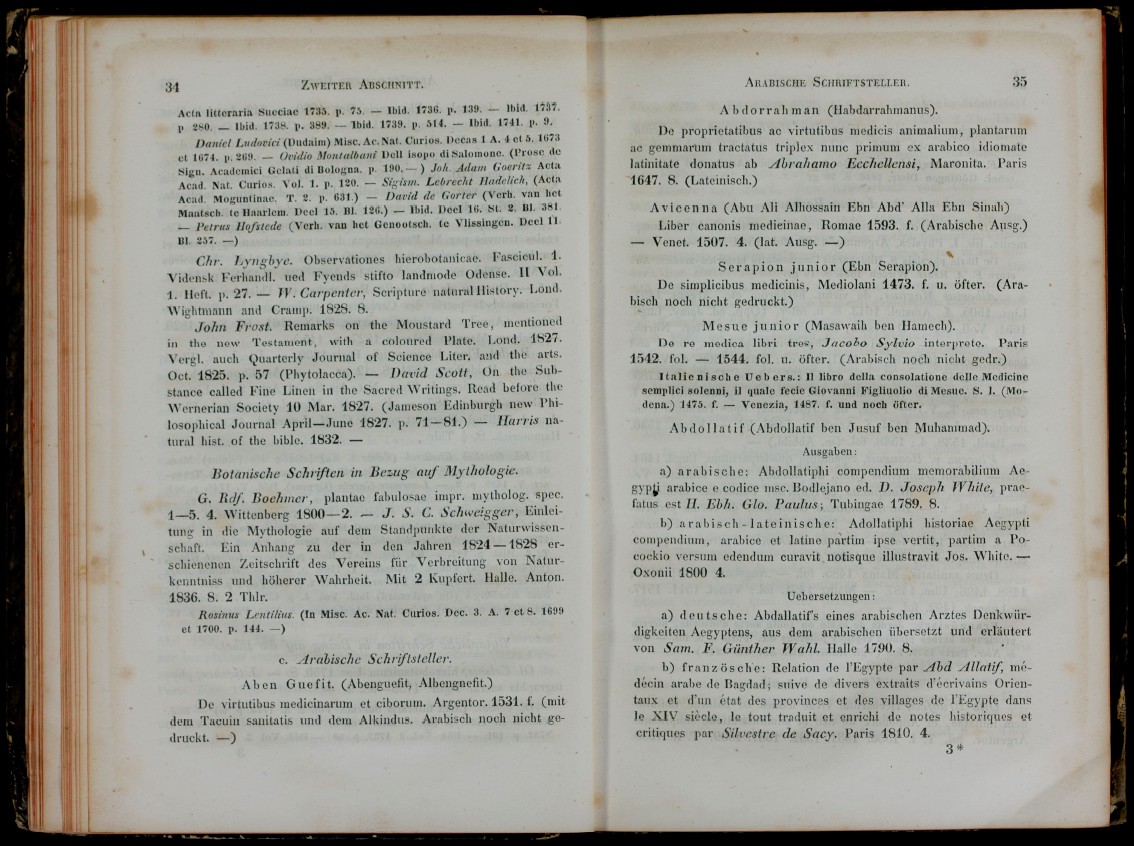 34 ZWEITER ABSCHNITT.
Acta litteraria Sueciae 1735. p. 75. — Ibid. 1736. p. 139. — Ibid. 1737.
p 280. — Ibid. 1738. p. 389. — Ibid. 1739. p. 514. — Ibid. 1741. p. 9.
Daniel Ludovici (Dudaim) Misc. Ac. Nat. Curios. Decas I A. 4 et 5. 1673
et 1674. p. 269. — Ovidio Montalbani Dell isopo di Salomone. (Prose de
Sign. Academici Gelati di Bologna. p. 190. — ) Joh. Adam Goeritz Acta
Acad. Nat. Curios. Vol. 1. p. 120. — Sigism. Lebrecht Hadelich, (Acta
Acad. Moguntinae. T. 2. p. 631.) — David de Gorter (Verh. van het
Maatsch. te Haarlem. Deel 15. Bl. 126.) — Ibid. Deel 16. St. 2. Bl. 381
— Petrus Hofstede (Verh. van het Genootsch. te Vlissingen. Deel 11
Bl. 257. —)
Chr. Lyngbye. Observationes hierobotanicae. Fascicul. 1.
Vidensk Ferhandl. ued Fyends stifto landmode Odense. II Vol.
1. Heft. p. 27. — W. Carpenter, Scripture natural History. Lond.
Wightmann and Cramp. 1828. 8.
John Frost. Remarks on the Moustard Tree, mentioned
in the new Testament, with a coloured Plate. Lond. 1827.
Vergl. auch Quarterly Journal of Science Liter. and the arts.
Oct. 1825. p. 57 (Phytolacca). — David Scott, On the Sub-
stance called Fine Linen in the Sacred Writings. Read before the
Wernerian Society 10 Mar. 1827. (Jameson Edinburgh new Phi-
losophical Journal April—June 1827. p. 71—81.) — Harris na-
tural hist. of the bible. 1832. —
Botanische Schriften in Bezug auf Mythologie.
G. Rdf. Boehmer, plantae fabulosae impr. mytholog. spec.
1—5. 4. Wittenberg 1800—2. — J. S. C. Schweigger, Einlei-
tung in die Mythologie auf dem Standpunkte der Naturwissen-
schaft. Ein Anhang zu der in den Jahren 1824—1828 er-
schienenen Zeitschrift des Vereins für Verbreitung von Natur-
kenntniss und höherer Wahrheit. Mit 2 Kupfert. Halle. Anton.
1836. 8. 2 Thlr.
Rosinus Lentilius. (In Misc. Ac. Nat. Curios. Dec. 3. A. 7 et 8. 1699
et 1700. p. 144. —)
c. Arabische Schriftsteller.
Aben Guefit. (Abenguefit, Albengnefit.)
De virtutibus medicinarum et ciborum. Argentor. 1531. f. (mit
dem Tacuin sanitatis und dem Alkindus. Arabisch noch nicht ge-
druckt. —)
ARABISCHE SCHRIFTSTELLER. 35
Abdorrahman (Habdarrahmanus).
De proprietatibus ac virtutibus medicis animalium, plantarum
ac gemmarum tractatus triplex nunc primum ex arabico idiomate
latinitate donatus ab Abrahamo Ecchellensi, Maronita. Paris
1647. 8. (Lateinisch.)
Avicenna (Abu Ali Alhossain Ebn Abd' Alla Ebn Sinah)
Liber canonis medicinae, Romae 1593. f. (Arabische Ausg.)
— Venet. 1507. 4. (lat. Ausg. —)
Serapion junior (Ebn Serapion).
De simplicibus medicinis, Mediolani 1473. f. u. öfter. (Ara-
bisch noch nicht gedruckt.)
Mesue junior (Masawaih ben Hamech).
De re medica libri tres, Jacobo Sylvio interprete. Paris
1542. fol. — 1544. fol. u. öfter. (Arabisch noch nicht gedr.)
Italienische Uebers.: Il libro della consolatione delle Medicine
semplici solenni, il quale fecie Giovanni Figliuolio di Mesue. S. l. (Mo-
dena.) 1475. f. — Venezia, 1487. f. und noch öfter.
Abdollatif (Abdollatif ben Jusuf ben Muhammad).
Ausgaben:
a) arabische: Abdollatiphi compendium memorabilium Ae-
gypti arabice e codice msc. Bodlejano ed. D. Joseph White, prae-
fatus est H. Ebh. Glo. Paulus; Tubingae 1789. 8.
b) arabisch-lateinische: Adollatiphi historiae Aegypti
compendium, arabice et latine partim ipse vertit, partim a Po-
cockio versum edendum curavit notisque illustravit Jos. White. —
Oxonii 1800 4.
Uebersetzungen:
a) deutsche: Abdallatif's eines arabischen Arztes Denkwür-
digkeiten Aegyptens, aus dem arabischen übersetzt und erläutert
von Sam. F. Günther Wahl. Halle 1790. 8.
b) französche: Relation de l'Egypte par Abd Allatif, mé-
décin arabe de Bagdad; suive de divers extraits d'écrivains Orien-
taux et d'un état des provinces et des villages de l'Egypte dans
le XIV siècle, le tout traduit et enrichi de notes historiques et
critiques par Silvestre de Sacy. Paris 1810. 4.
3*